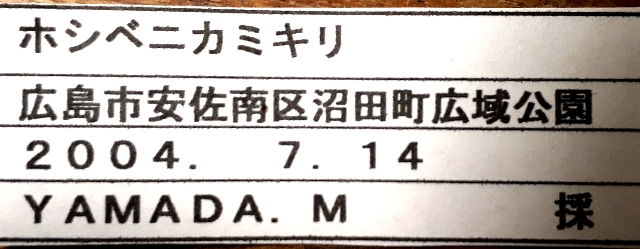 ホシベニカミキリ
広島市安佐南区沼田町広域公園
２００４．　７．１４
ＹＡＭＡＤＡ．Ｍ　　　　　採